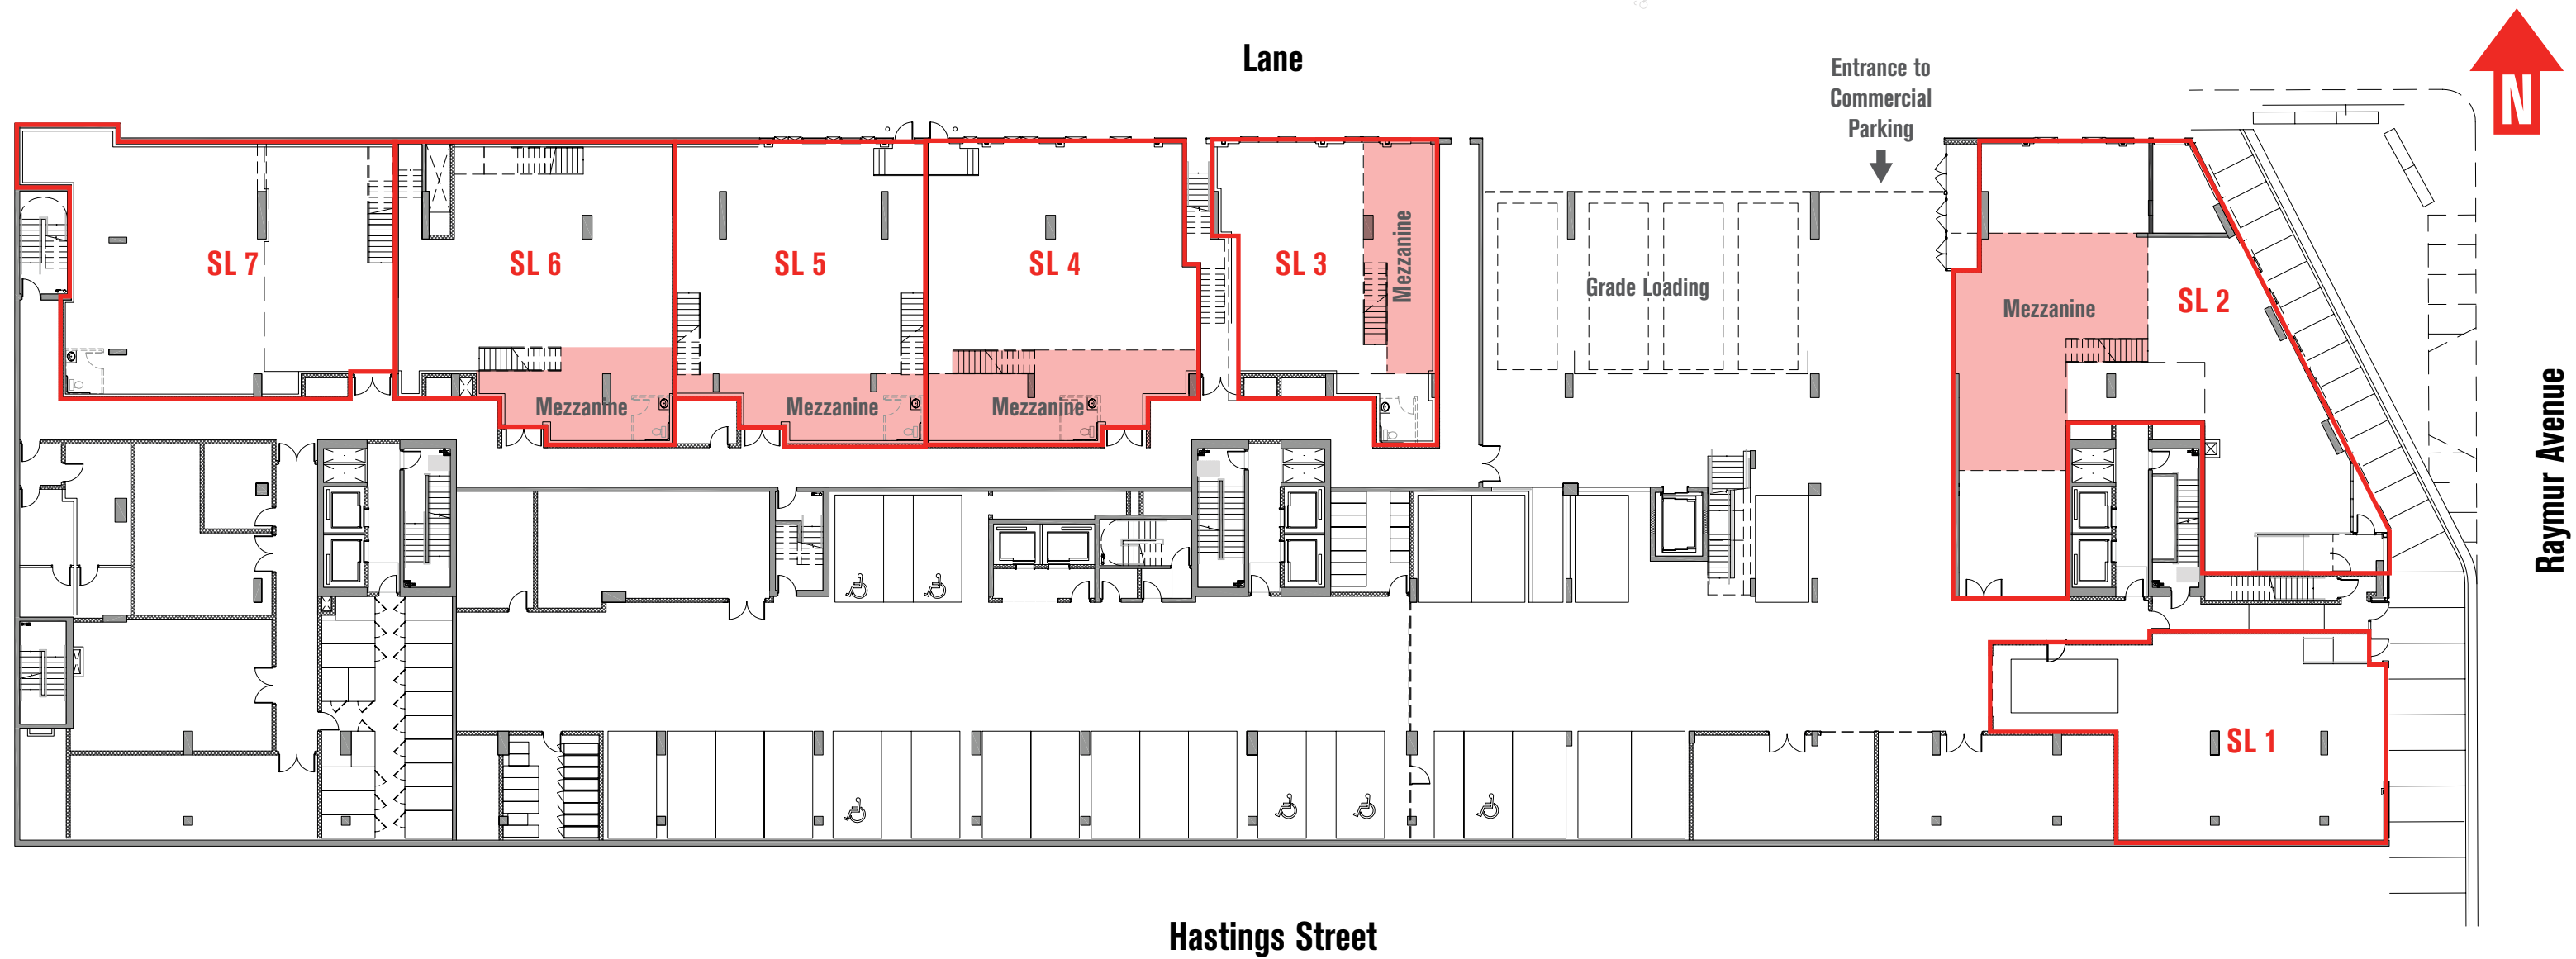 Lane
Entrance to
Commercial
Parking
N
SL 7
SL 6
SL 5
SL 4
SL 3
Mezzanine
Grade Loading
Mezzanine
SL 2
Mezzanine
Mezzanine
Mezzanine
Raymur Avenue
SL 1
Hastings Street